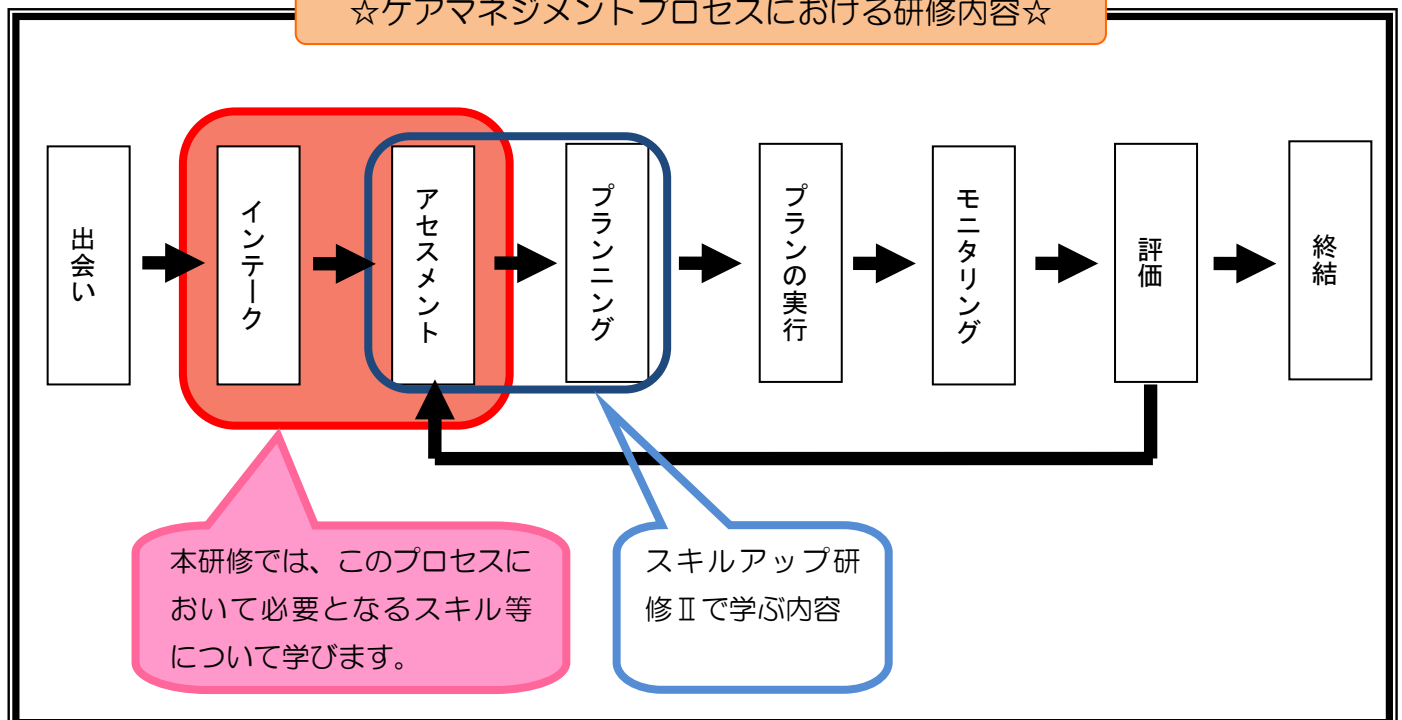 ☆ケアマネジメントプロセスにおける研修内容☆
出会い
インテーク
アセスメント
プランニング
プランの実行
モニタリング
評価
終結
本研修では、このプロセスに
おいて必要となるスキル等
について学びます。
スキルアップ研
修Ⅱで学ぶ内容